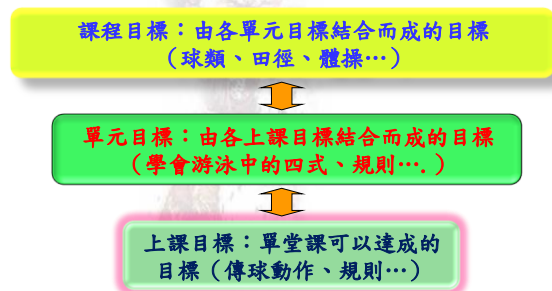 課程目標：由各單元目標結合而成的目標
（球類、田徑、體操…）
單元目標：由各上課目標結合而成的目標
（學會游泳中的四式、規則….）
上課目標：單堂課可以達成的
目標（傳球動作、規則…）